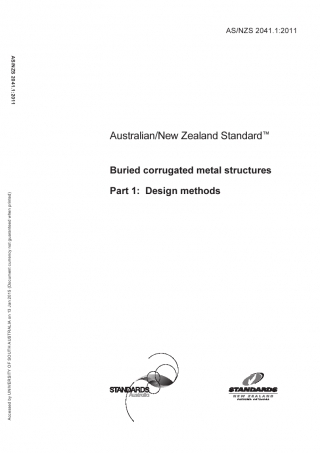 AS/NZS 2041.1:2011
AS/NZS 2041.1:2011
Australian/New Zealand Standard™
Buried corrugated metal structures
Part 1: Design methods
Accessed by UNIVERSITY OF SOUTH AUSTRALIA on 15 Jan 2015 (Document currency not guaranteed when printed)
STANDARDS
Australia
STANDARDS
NEW ZEALAND